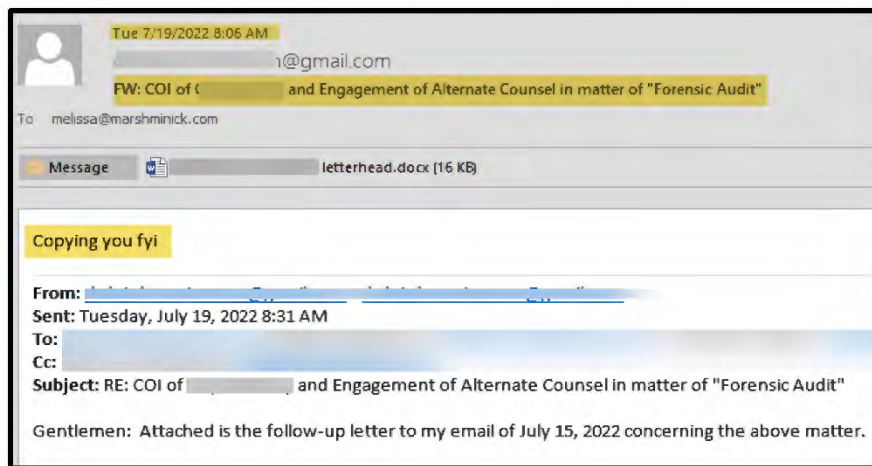 Tue 7/19/2022 8:06 AM
@gmail.com
FW: COI of and Engagement of Alternate Counsel in matter of "Forensic Audit"
To melissa@marshminick.com
Message letterhead.docx (16 KB)
Copying you fyi
From:
Sent: Tuesday, July 19, 2022 8:31 AM
To:
Cc:
Subject: RE: COI of and Engagement of Alternate Counsel in matter of "Forensic Audit"
Gentlemen: Attached is the follow-up letter to my email of July 15, 2022 concerning the above matter.